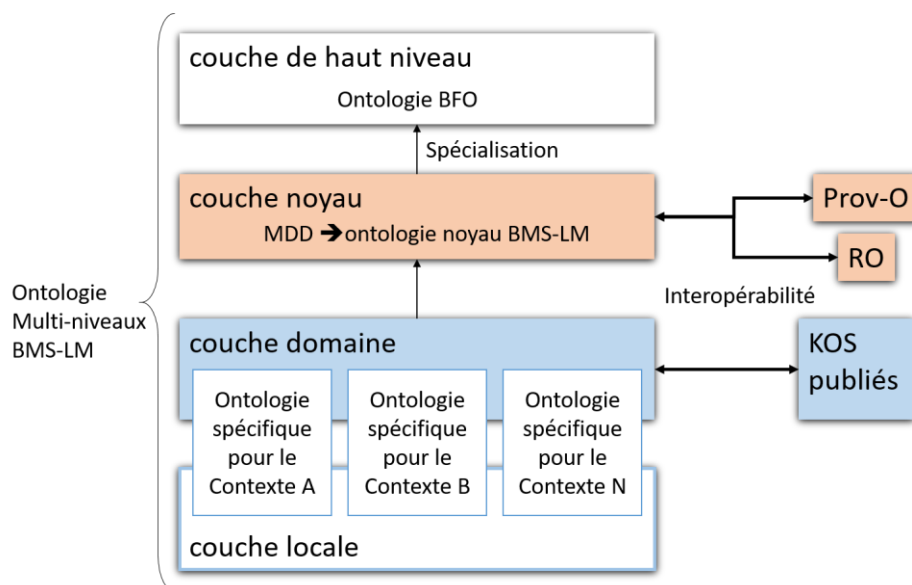 couche de haut niveau
Ontologie BFO
Spécialisation
couche noyau
MDD ➔ ontologie noyau BMS-LM
Prov-O
RO
Interopérabilité
Ontologie
Multi-niveaux
BMS-LM
couche domaine
KOS
publiés
Ontologie
spécifique
pour le
Contexte A
Ontologie
spécifique
pour le
Contexte B
Ontologie
spécifique
pour le
Contexte N
couche locale